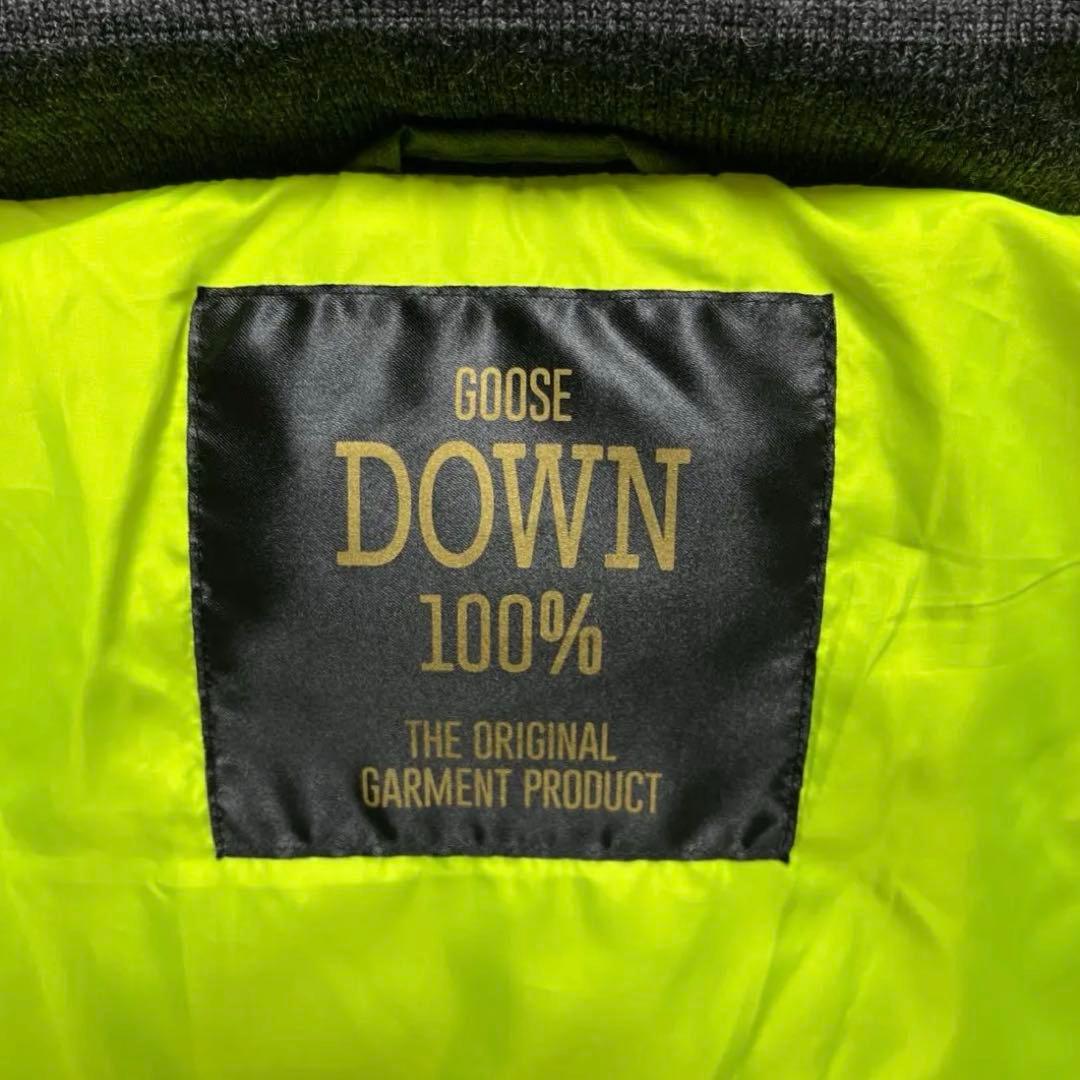 GOOSE
DOWN
100%
THE ORIGINAL
GARMENT PRODUCT